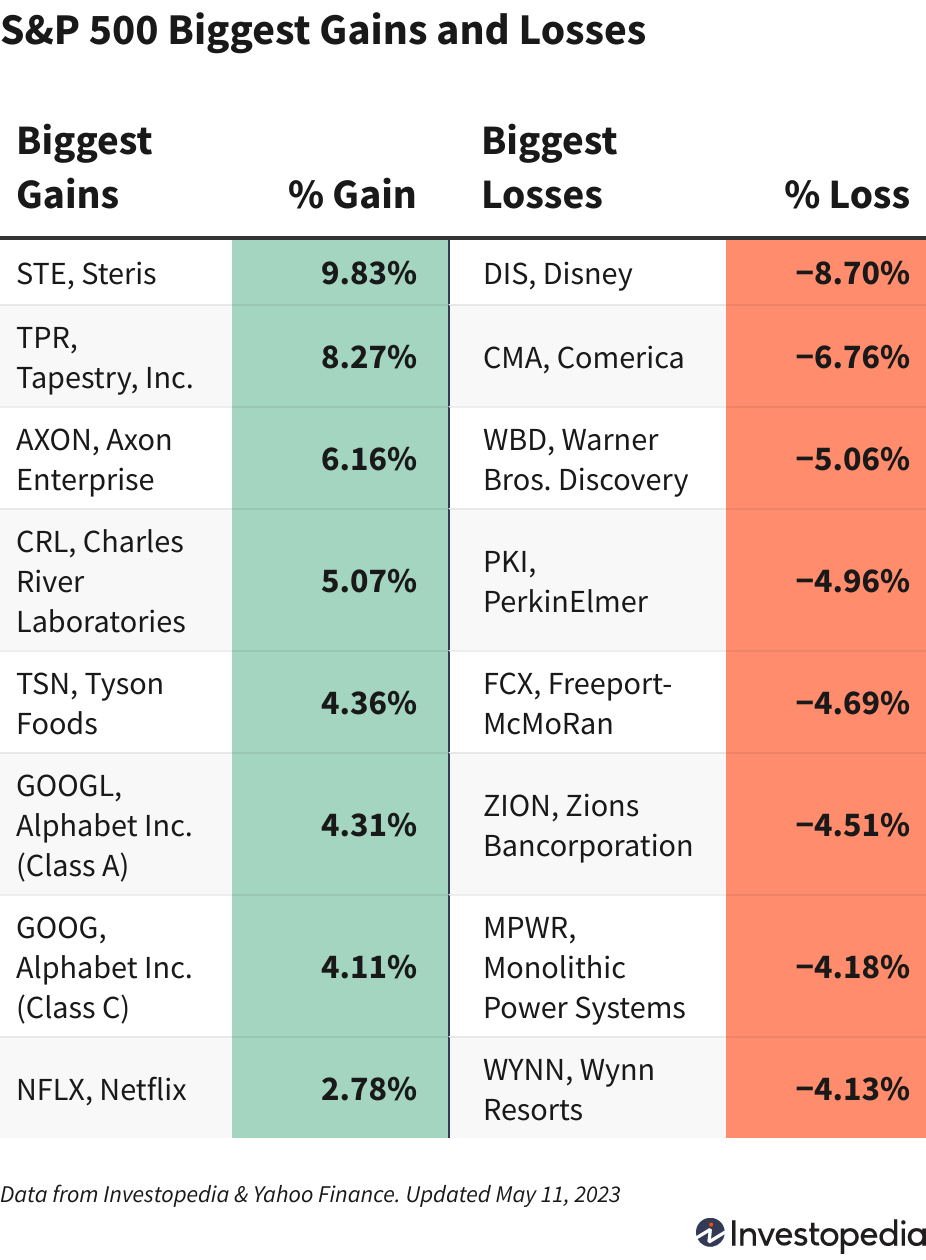 S&P 500 Biggest Gains and Losses
Biggest
Gains
% Gain
Biggest
Losses
% Loss
STE, Steris
9.83%
DIS, Disney
−8.70%
TPR,
Tapestry, Inc.
8.27%
CMA, Comerica
−6.76%
AXON, Axon
Enterprise
6.16%
WBD, Warner
Bros. Discovery
−5.06%
CRL, Charles
River
Laboratories
5.07%
PKI,
PerkinElmer
−4.96%
TSN, Tyson
Foods
4.36%
FCX, Freeport-
McMoRan
−4.69%
GOOGL,
Alphabet Inc.
(Class A)
4.31%
ZION, Zions
Bancorporation
−4.51%
GOOG,
Alphabet Inc.
(Class C)
4.11%
MPWR,
Monolithic
Power Systems
−4.18%
NFLX, Netflix
2.78%
WYNN, Wynn
Resorts
−4.13%
Data from Investopedia & Yahoo Finance. Updated May 11, 2023
Investopedia